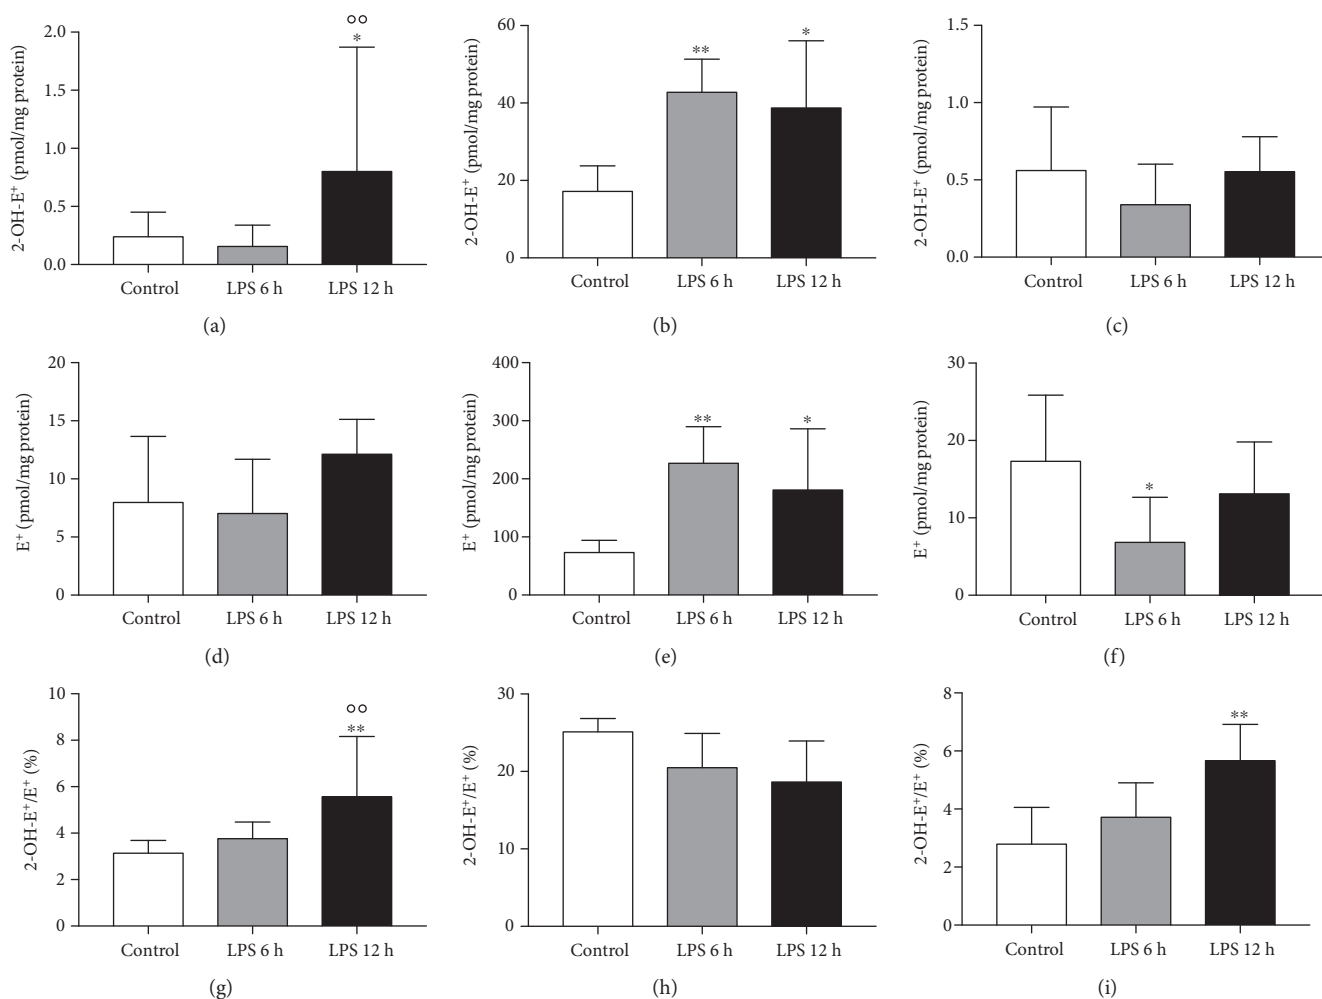 2-OH-E⁺ (pmol/mg protein)
2.0
1.5
1.0
0.5
0.0
°°
*
Control
LPS 6 h
LPS 12 h
(a)
2-OH-E⁺ (pmol/mg protein)
60
40
20
0
**
*
Control
LPS 6 h
LPS 12 h
(b)
2-OH-E⁺ (pmol/mg protein)
1.5
1.0
0.5
0.0
Control
LPS 6 h
LPS 12 h
(c)
E⁺ (pmol/mg protein)
20
15
10
5
0
Control
LPS 6 h
LPS 12 h
(d)
E⁺ (pmol/mg protein)
400
300
200
100
0
**
*
Control
LPS 6 h
LPS 12 h
(e)
E⁺ (pmol/mg protein)
30
20
10
0
*
Control
LPS 6 h
LPS 12 h
(f)
2-OH-E⁺/E⁺ (%)
10
8
6
4
2
0
°°
**
Control
LPS 6 h
LPS 12 h
(g)
2-OH-E⁺/E⁺ (%)
30
20
10
0
Control
LPS 6 h
LPS 12 h
(h)
2-OH-E⁺/E⁺ (%)
8
6
4
2
0
**
Control
LPS 6 h
LPS 12 h
(i)